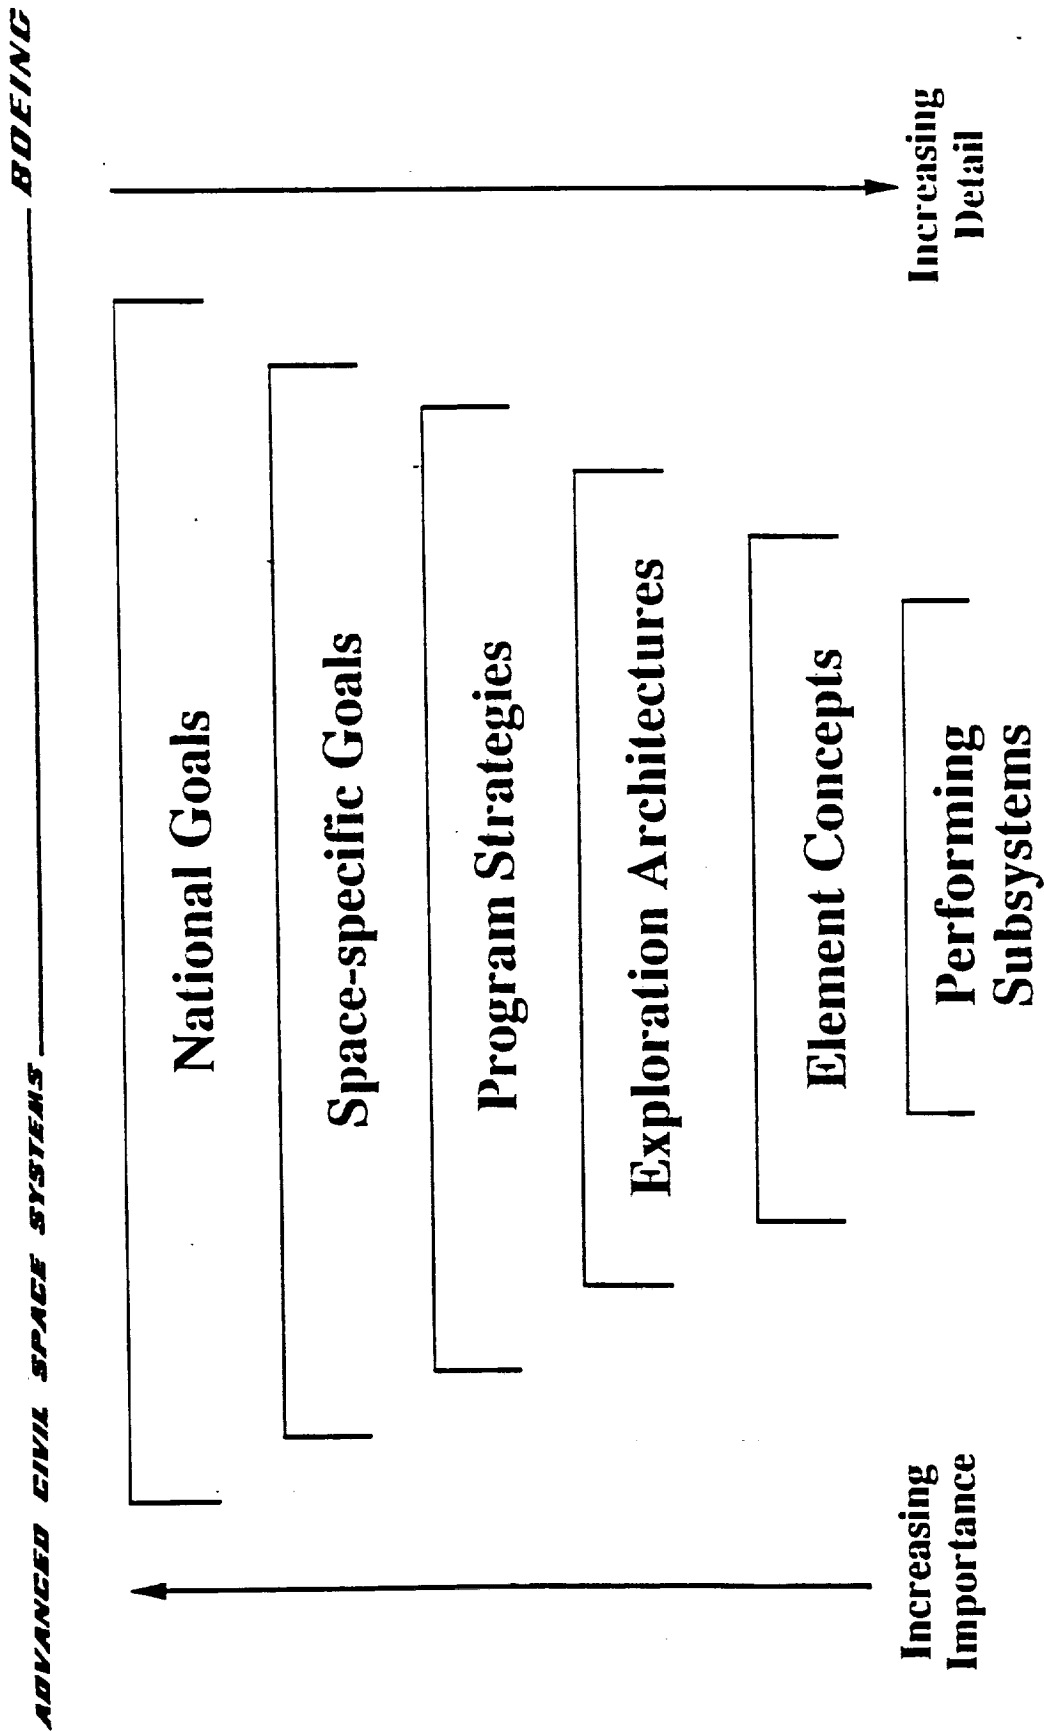 ADVANCED CIVIL SPACE SYSTEMS
BOEING
National Goals
Space-specific Goals
Program Strategies
Exploration Architectures
Element Concepts
Performing
Subsystems
Increasing
Importance
Increasing
Detail